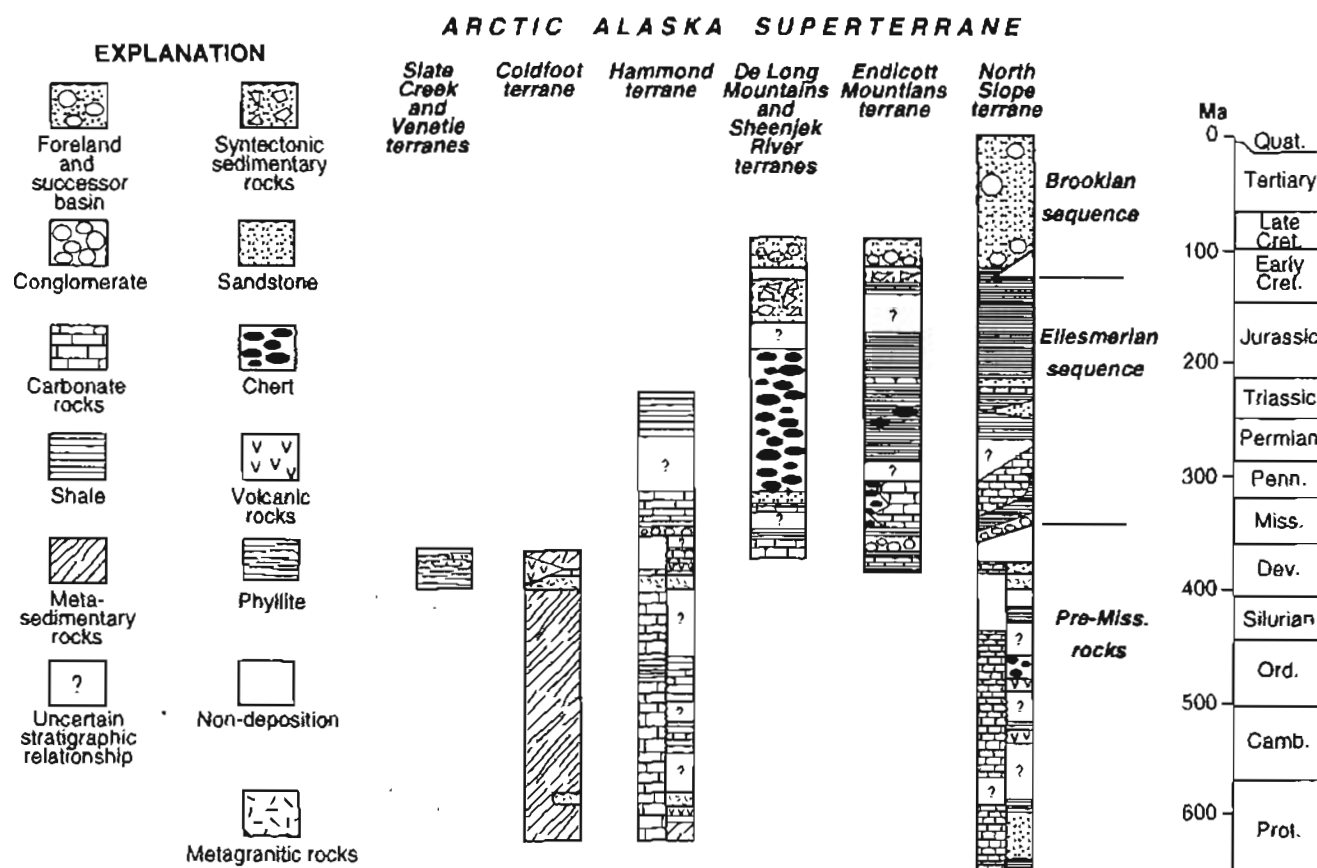 ARCTIC ALASKA SUPERTERRANE
EXPLANATION
Foreland
and
successor
basin
Syntectonic
sedimentary
rocks
Conglomerate
Sandstone
Carbonate
rocks
Chert
Shale
Volcanic
rocks
Meta-
sedimentary
rocks
Phyllite
?
Uncertain
stratigraphic
relationship
Non-deposition
Metagranitic rocks
Slate
Creek
and
Venetie
terranes
Coldfoot
terrane
Hammond
terrane
?
?
?
?
?
De Long
Mountains
and
Sheenjek
River
terranes
?
?
Endicott
Mountians
terrane
?
?
North
Slope
terrane
?
?
?
?
?
Brookian
sequence
Ellesmerian
sequence
Pre-Miss.
rocks
Ma
0
100
200
300
400
500
600
Quat.
Tertiary
Late
Cret.
Early
Cret.
Jurassic
Triassic
Permian
Penn.
Miss.
Dev.
Silurian
Ord.
Camb.
Prot.